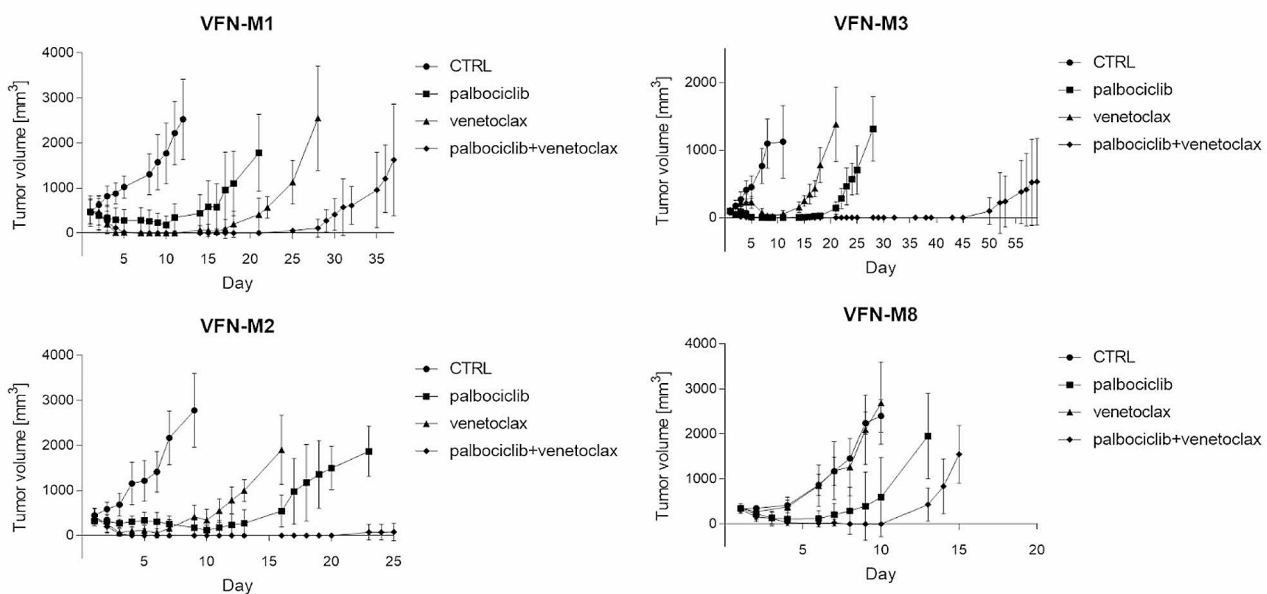 VFN-M1
4000
3000
2000
1000
0
Tumor volume [mm³]
5 10 15 20 25 30 35
Day
CTRL
palbociclib
venetoclax
palbociclib+venetoclax
VFN-M3
2000
1000
0
Tumor volume [mm³]
5 10 15 20 25 30 35 40 45 50 55
Day
CTRL
palbociclib
venetoclax
palbociclib+venetoclax
VFN-M2
4000
3000
2000
1000
0
Tumor volume [mm³]
5 10 15 20 25
Day
CTRL
palbociclib
venetoclax
palbociclib+venetoclax
VFN-M8
4000
3000
2000
1000
0
Tumor volume [mm³]
5 10 15 20
Day
CTRL
palbociclib
venetoclax
palbociclib+venetoclax